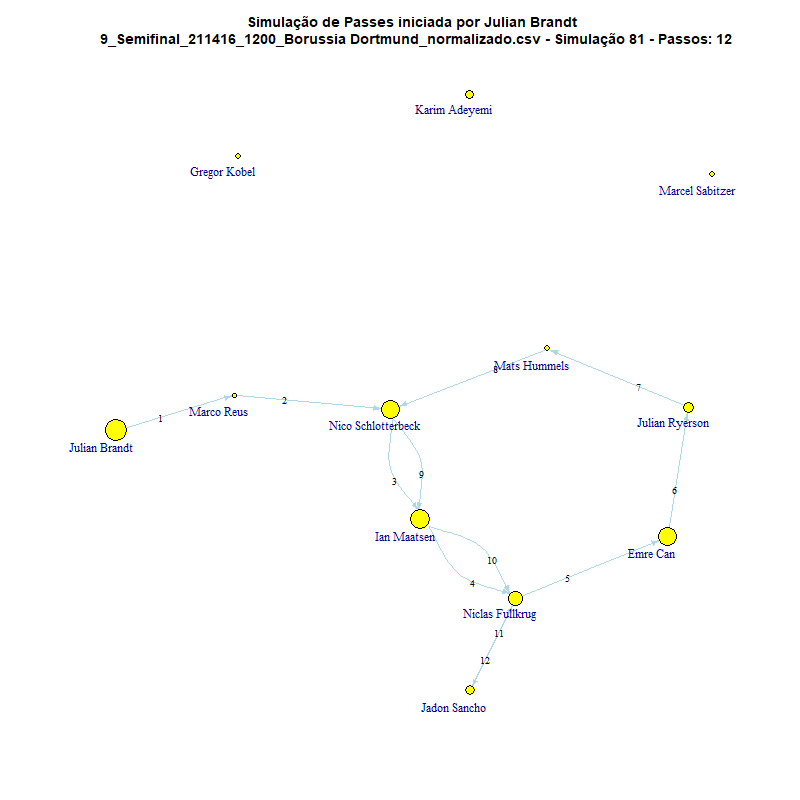 Simulação de Passes iniciada por Julian Brandt
9_Semifinal_211416_1200_Borussia Dortmund_normalizado.csv - Simulação 81 - Passos: 12
Karim Adeyemi
Gregor Kobel
Marcel Sabitzer
8
Mats Hummels
7
1
2
Marco Reus
Nico Schlotterbeck
Julian Ryerson
Julian Brandt
3
9
6
Ian Maatsen
10
Emre Can
4
5
Niclas Fullkrug
11
12
Jadon Sancho